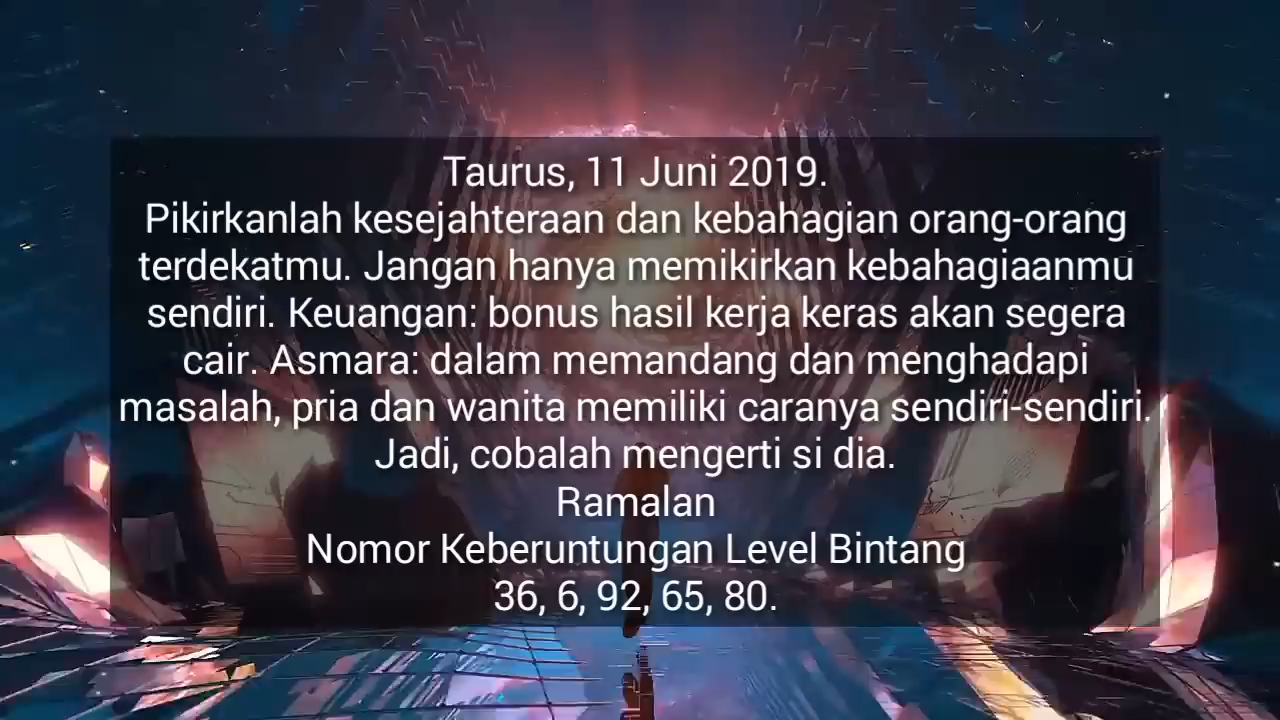 Taurus, 11 Juni 2019.
Pikirkanlah kesejahteraan dan kebahagian orang-orang
terdekatmu. Jangan hanya memikirkan kebahagiaanmu
sendiri. Keuangan: bonus hasil kerja keras akan segera
cair. Asmara: dalam memandang dan menghadapi
masalah, pria dan wanita memiliki caranya sendiri-sendiri.
Jadi, cobalah mengerti si dia.
Ramalan
Nomor Keberuntungan Level Bintang
36, 6, 92, 65, 80.